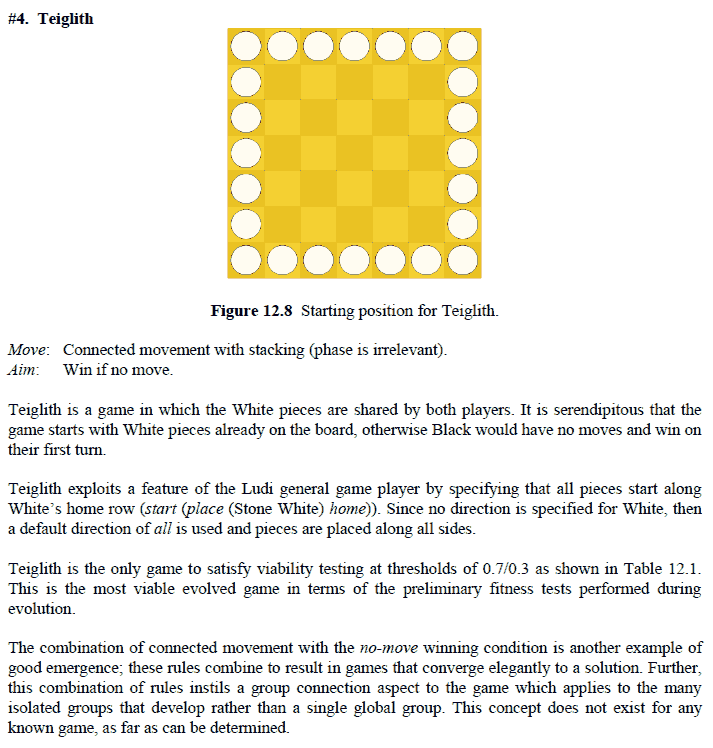 #4. Teiglith
Figure 12.8 Starting position for Teiglith.
Move: Connected movement with stacking (phase is irrelevant).
Aim: Win if no move.
Teiglith is a game in which the White pieces are shared by both players. It is serendipitous that the
game starts with White pieces already on the board, otherwise Black would have no moves and win on
their first turn.
Teiglith exploits a feature of the Ludi general game player by specifying that all pieces start along
White's home row (start (place (Stone White) home)). Since no direction is specified for White, then
a default direction of all is used and pieces are placed along all sides.
Teiglith is the only game to satisfy viability testing at thresholds of 0.7/0.3 as shown in Table 12.1.
This is the most viable evolved game in terms of the preliminary fitness tests performed during
evolution.
The combination of connected movement with the no-move winning condition is another example of
good emergence; these rules combine to result in games that converge elegantly to a solution. Further,
this combination of rules instils a group connection aspect to the game which applies to the many
isolated groups that develop rather than a single global group. This concept does not exist for any
known game, as far as can be determined.